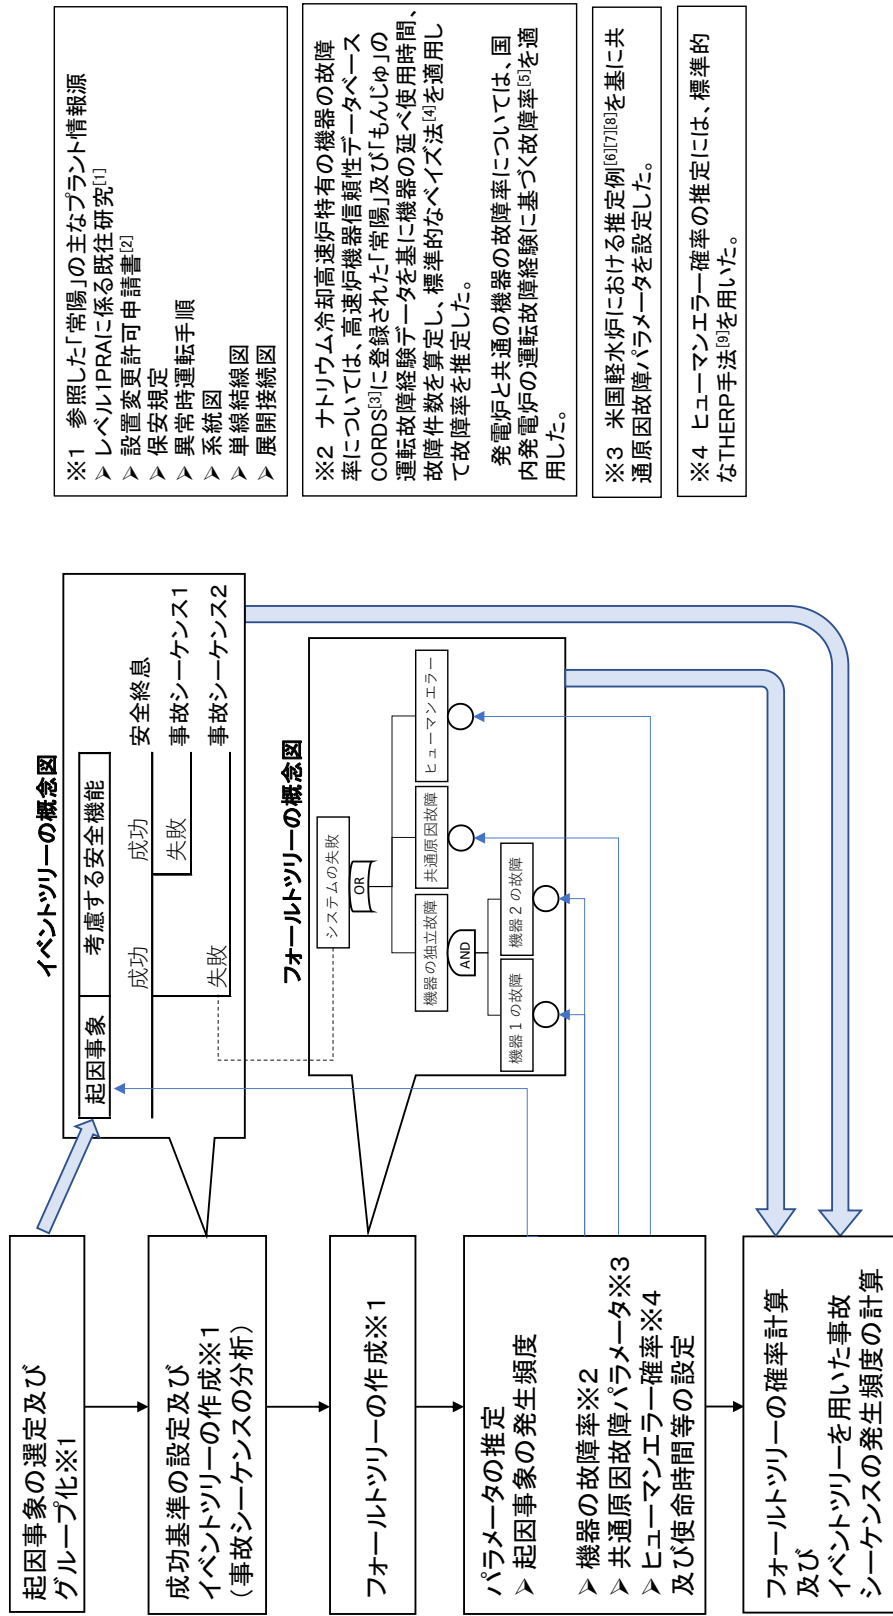 起因事象の選定及び
グループ化※1
成功基準の設定及び
イベントツリーの作成※1
（事故シーケンスの分析）
フォールトツリーの作成※1
パラメータの推定
➢ 起因事象の発生頻度
➢ 機器の故障率※2
➢ 共通原因故障パラメータ※3
➢ ヒューマンエラー確率※4
及び使命時間等の設定
フォールトツリーの確率計算
及び
イベントツリーを用いた事故
シーケンスの発生頻度の計算
イベントツリーの概念図
起因事象
考慮する安全機能
成功
成功
安全終息
失敗
事故シーケンス1
失敗
事故シーケンス2
フォールトツリーの概念図
システムの失敗
OR
機器の独立故障
共通原因故障
ヒューマンエラー
AND
機器1の故障
機器2の故障
※1 参照した「常陽」の主なプラント情報源
➢ レベル1PRAに係る既往研究[1]
➢ 設置変更許可申請書[2]
➢ 保安規定
➢ 異常時運転手順
➢ 系統図
➢ 単線結線図
➢ 展開接続図
※2 ナトリウム冷却高速炉特有の機器の故障
率については、高速炉機器信頼性データベース
CORDS[3]に登録された「常陽」及び「もんじゅ」の
運転故障経験データを基に機器の延べ使用時間、
故障件数を算定し、標準的なベイズ法[4]を適用し
て故障率を推定した。
発電炉と共通の機器の故障率については、国
内発電炉の運転故障経験に基づく故障率[5]を適
用した。
※3 米国軽水炉における推定例[6][7][8]を基に共
通原因故障パラメータを設定した。
※4 ヒューマンエラー確率の推定には、標準的
なTHERP手法[9]を用いた。